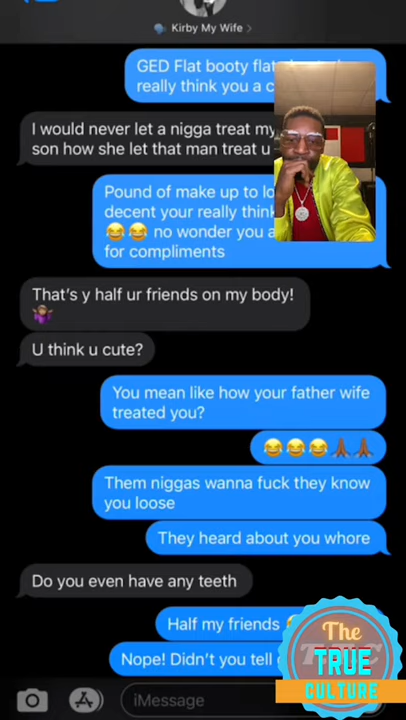 Kirby My Wife >
GED Flat booty flat
really think you a
I would never let a nigga treat my
son how she let that man treat u
Pound of make up to
decent your really think
😂😂 no wonder you
for compliments
That's y half ur friends on my body!
🤷🏾‍♀️
U think u cute?
You mean like how your father wife
treated you?
😂😂😂🙏🏾🙏🏾
Them niggas wanna fuck they know
you loose
They heard about you whore
Do you even have any teeth
Half my friends
Nope! Didn't you tell
iMessage
The
TRUE
CULTURE